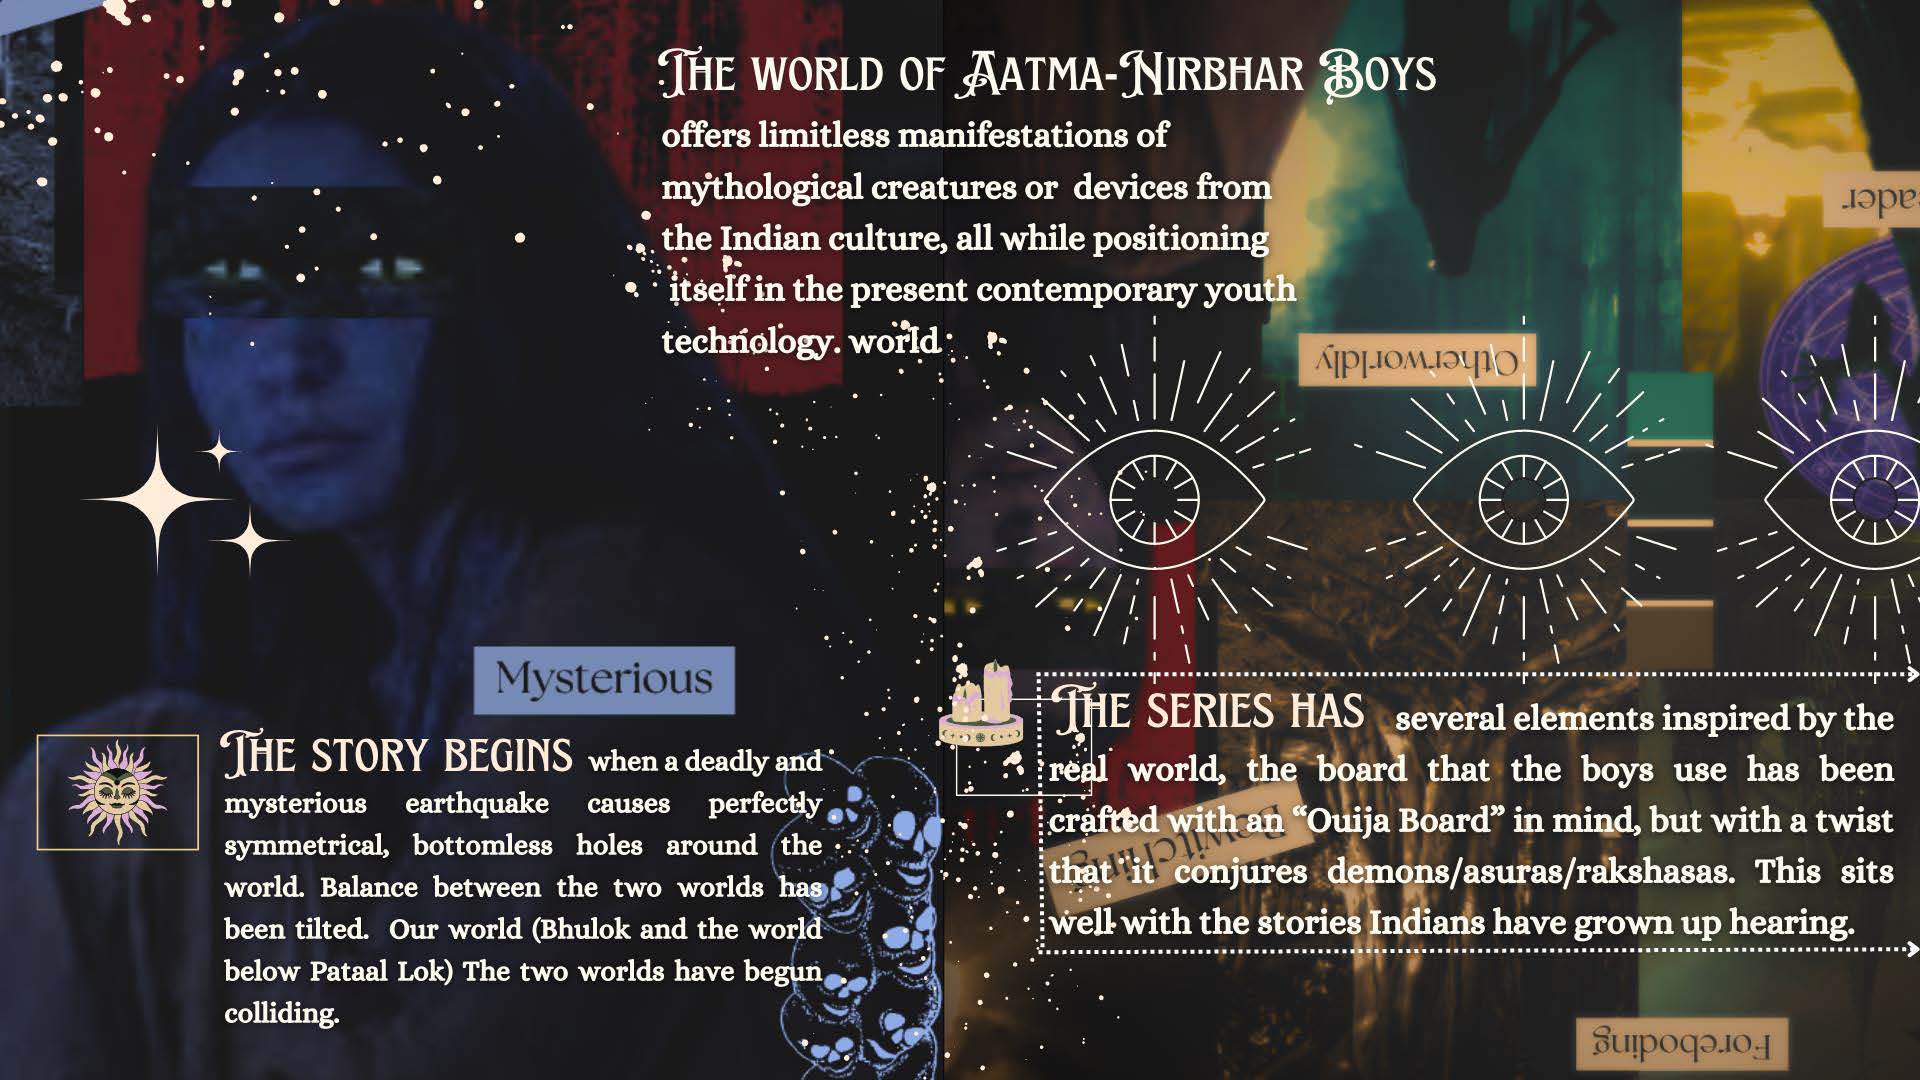 The world of Aatma-Nirbhar Boys
offers limitless manifestations of
mythological creatures or devices from
the Indian culture, all while positioning
itself in the present contemporary youth
technology. world
Otherworldly
Mysterious
The story begins when a deadly and
mysterious earthquake causes perfectly
symmetrical, bottomless holes around the
world. Balance between the two worlds has
been tilted. Our world (Bhulok and the world
below Pataal Lok) The two worlds have begun
colliding.
The series has several elements inspired by the
real world, the board that the boys use has been
crafted with an “Ouija Board” in mind, but with a twist
that it conjures demons/asuras/rakshasas. This sits
well with the stories Indians have grown up hearing.
Bewitching
Foreboding